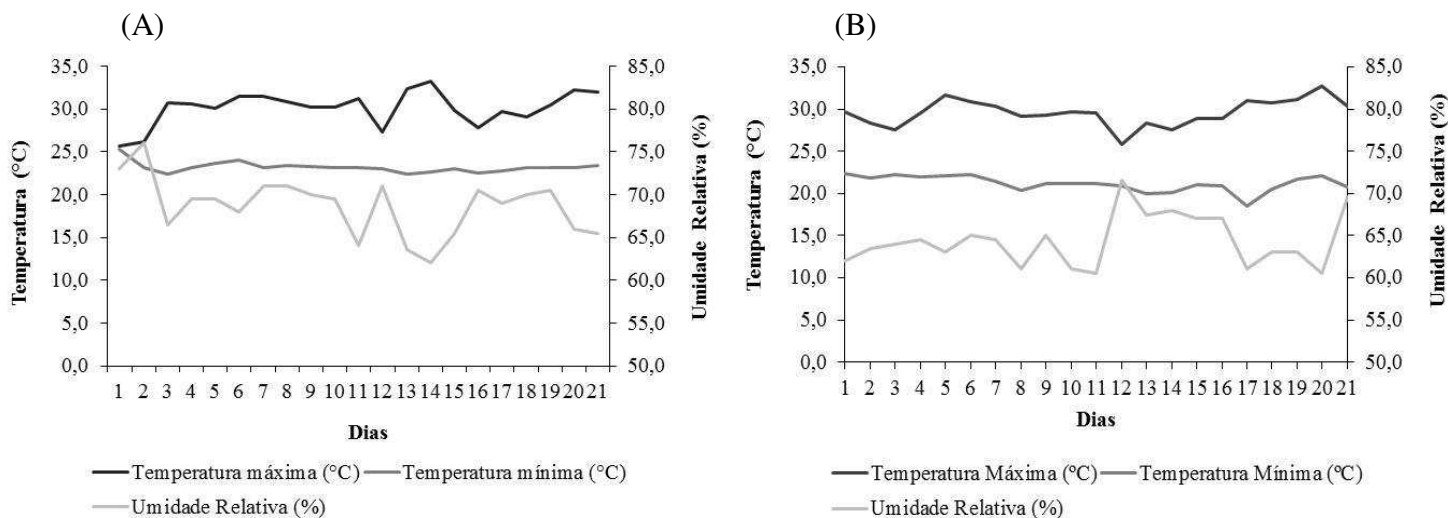 (A)
35,0
30,0
25,0
20,0
15,0
10,0
5,0
0,0
Temperatura (°C)
85,0
80,0
75,0
70,0
65,0
60,0
55,0
50,0
Umidade Relativa (%)
1 2 3 4 5 6 7 8 9 10 11 12 13 14 15 16 17 18 19 20 21
Dias
Temperatura máxima (°C) Temperatura mínima (°C)
Umidade Relativa (%)
(B)
35,0
30,0
25,0
20,0
15,0
10,0
5,0
0,0
Temperatura (°C)
85,0
80,0
75,0
70,0
65,0
60,0
55,0
50,0
Umidade Relativa (%)
1 2 3 4 5 6 7 8 9 10 11 12 13 14 15 16 17 18 19 20 21
Dias
Temperatura Máxima (ºC) Temperatura Mínima (ºC)
Umidade Relativa (%)